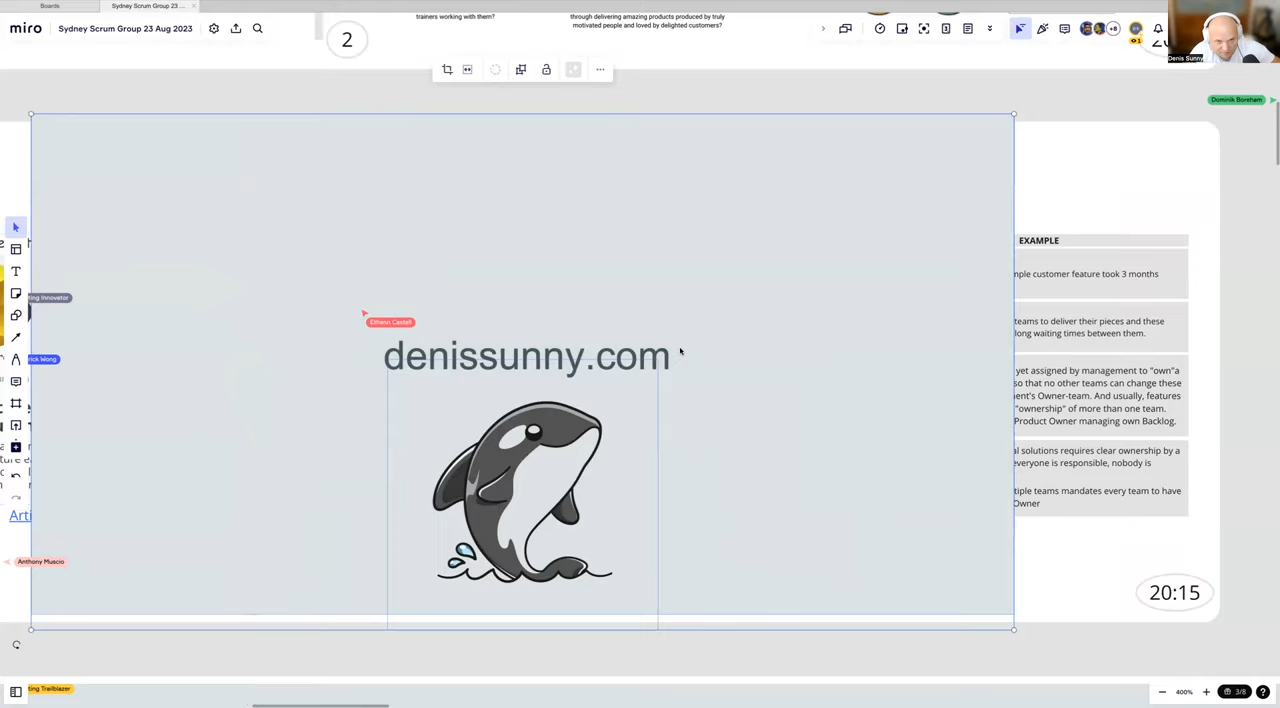 Boards
Sydney Scrum Group 23 ...
miro
Sydney Scrum Group 23 Aug 2023
trainers working with them?
through delivering amazing products produced by truly
motivated people and loved by delighted customers?
2
+8
1
Denis Sunny
Dominik Boreham
EXAMPLE
mple customer feature took 3 months
teams to deliver their pieces and these
long waiting times between them.
yet assigned by management to "own"a
so that no other teams can change these
ent's Owner-team. And usually, features
"ownership" of more than one team.
Product Owner managing own Backlog.
al solutions requires clear ownership by a
everyone is responsible, nobody is
tiple teams mandates every team to have
Owner
ting Innovator
Ethenn Castell
rick Wong
denissunny.com
Arti
Anthony Muscio
20:15
ting Trailblazer
400%
3/8